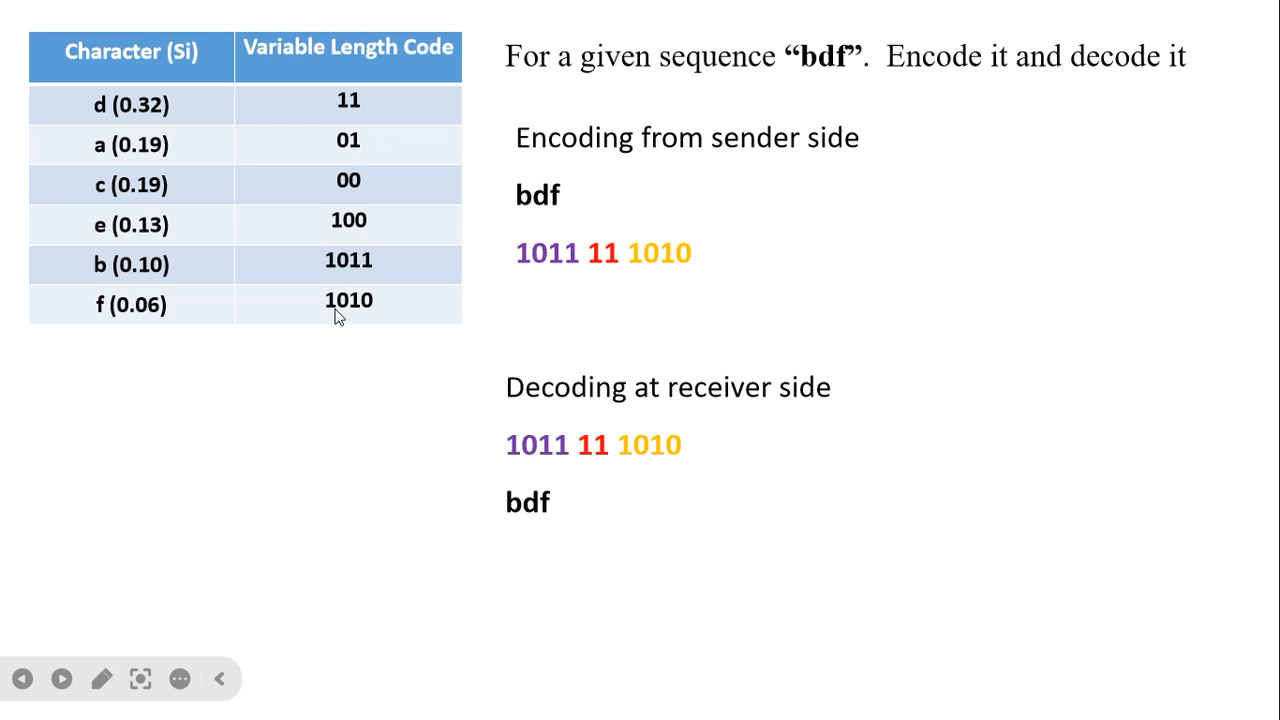 Character (Si) Variable Length Code
d (0.32) 11
a (0.19) 01
c (0.19) 00
e (0.13) 100
b (0.10) 1011
f (0.06) 1010
For a given sequence “bdf”. Encode it and decode it
Encoding from sender side
bdf
1011 11 1010
Decoding at receiver side
1011 11 1010
bdf